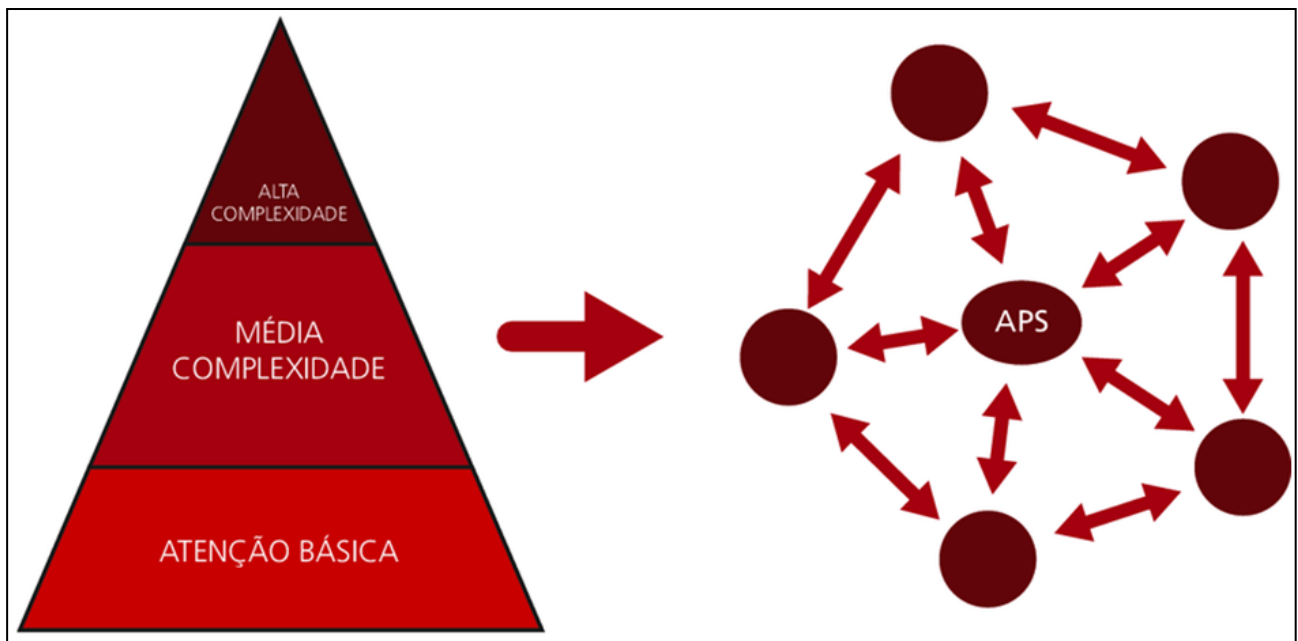 ALTA
COMPLEXIDADE
MÉDIA
COMPLEXIDADE
ATENÇÃO BÁSICA
APS